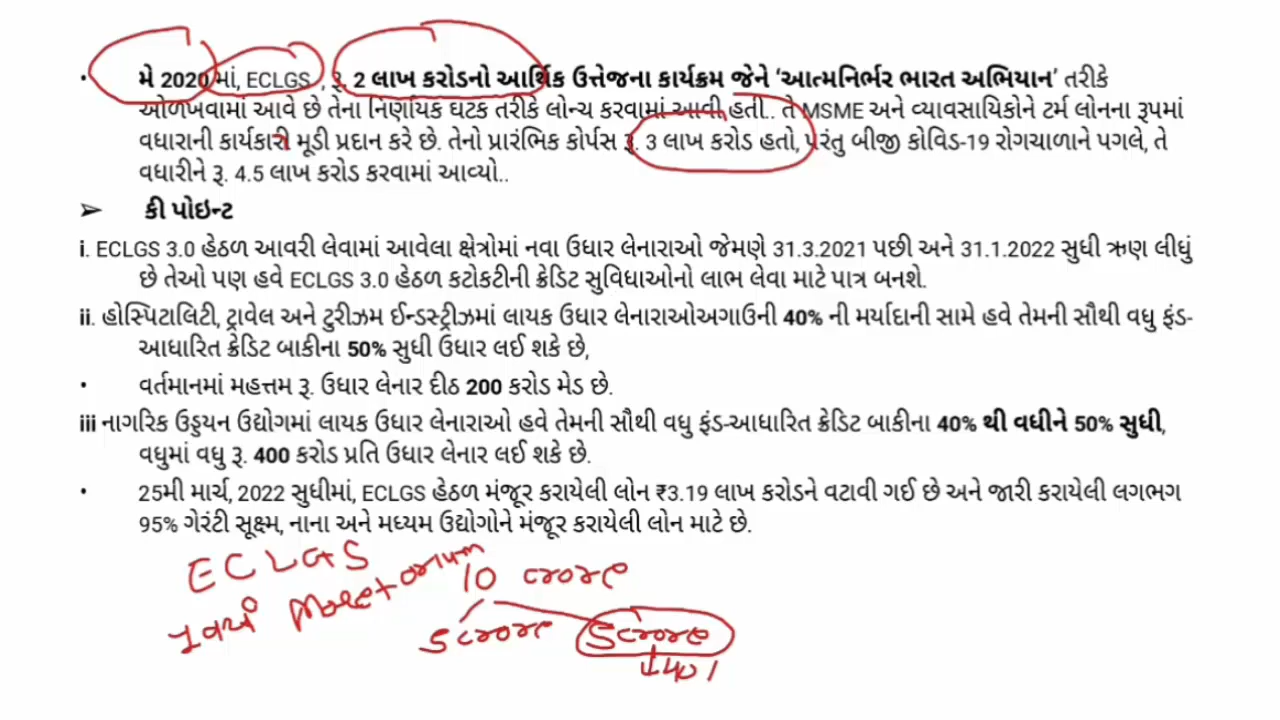 • મે 2020માં, ECLGS , રૂ. 2 લાખ કરોડનો આર્થિક ઉત્તેજના કાર્યક્રમ જેને ‘આત્મનિર્ભર ભારત અભિયાન’ તરીકે
ઓળખવામાં આવે છે તેના નિર્ણાયક ઘટક તરીકે લોન્ચ કરવામાં આવી હતી.. તે MSME અને વ્યાવસાયિકોને ટર્મ લોનના રૂપમાં
વધારાની કાર્યકારી મૂડી પ્રદાન કરે છે. તેનો પ્રારંભિક કોર્પસ રૂ. 3 લાખ કરોડ હતો, પરંતુ બીજી કોવિડ-19 રોગચાળાને પગલે, તે
વધારીને રૂ. 4.5 લાખ કરોડ કરવામાં આવ્યો..
➢ કી પોઇન્ટ
i. ECLGS 3.0 હેઠળ આવરી લેવામાં આવેલા ક્ષેત્રોમાં નવા ઉધાર લેનારાઓ જેમણે 31.3.2021 પછી અને 31.1.2022 સુધી ઋણ લીધું
છે તેઓ પણ હવે ECLGS 3.0 હેઠળ કટોકટીની ક્રેડિટ સુવિધાઓનો લાભ લેવા માટે પાત્ર બનશે.
ii. હોસ્પિટાલિટી, ટ્રાવેલ અને ટુરીઝમ ઈન્ડસ્ટ્રીઝમાં લાયક ઉધાર લેનારાઓઅગાઉની 40% ની મર્યાદાની સામે હવે તેમની સૌથી વધુ ફંડ-
આધારિત ક્રેડિટ બાકીના 50% સુધી ઉધાર લઈ શકે છે,
• વર્તમાનમાં મહત્તમ રૂ. ઉધાર લેનાર દીઠ 200 કરોડ મેડ છે.
iii નાગરિક ઉડ્ડયન ઉદ્યોગમાં લાયક ઉધાર લેનારાઓ હવે તેમની સૌથી વધુ ફંડ-આધારિત ક્રેડિટ બાકીના 40% થી વધીને 50% સુધી,
વધુમાં વધુ રૂ. 400 કરોડ પ્રતિ ઉધાર લેનાર લઈ શકે છે.
• 25મી માર્ચ, 2022 સુધીમાં, ECLGS હેઠળ મંજૂર કરાયેલી લોન ₹3.19 લાખ કરોડને વટાવી ગઈ છે અને જારી કરાયેલી લગભગ
95% ગેરંટી સૂક્ષ્મ, નાના અને મધ્યમ ઉદ્યોગોને મંજૂર કરાયેલી લોન માટે છે.
ECLGS
10 crore
5 crore 5 crore